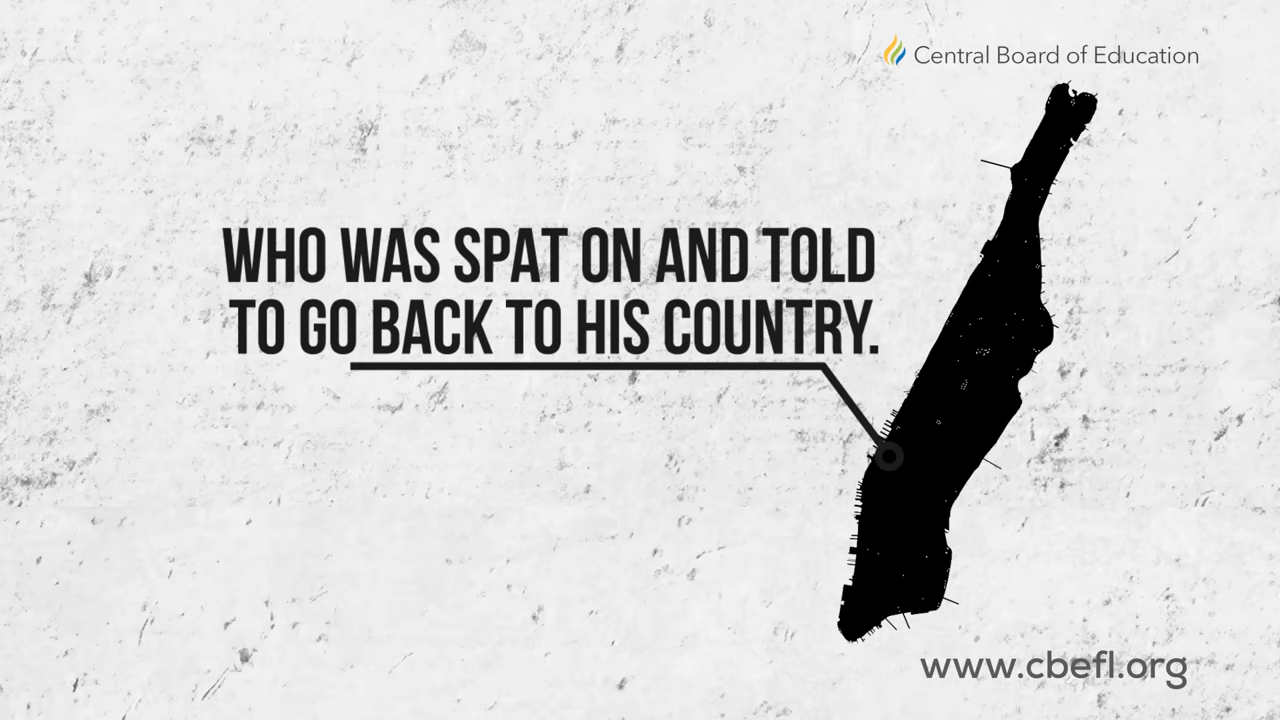 Central Board of Education
WHO WAS SPAT ON AND TOLD
TO GO BACK TO HIS COUNTRY.
www.cbefl.org